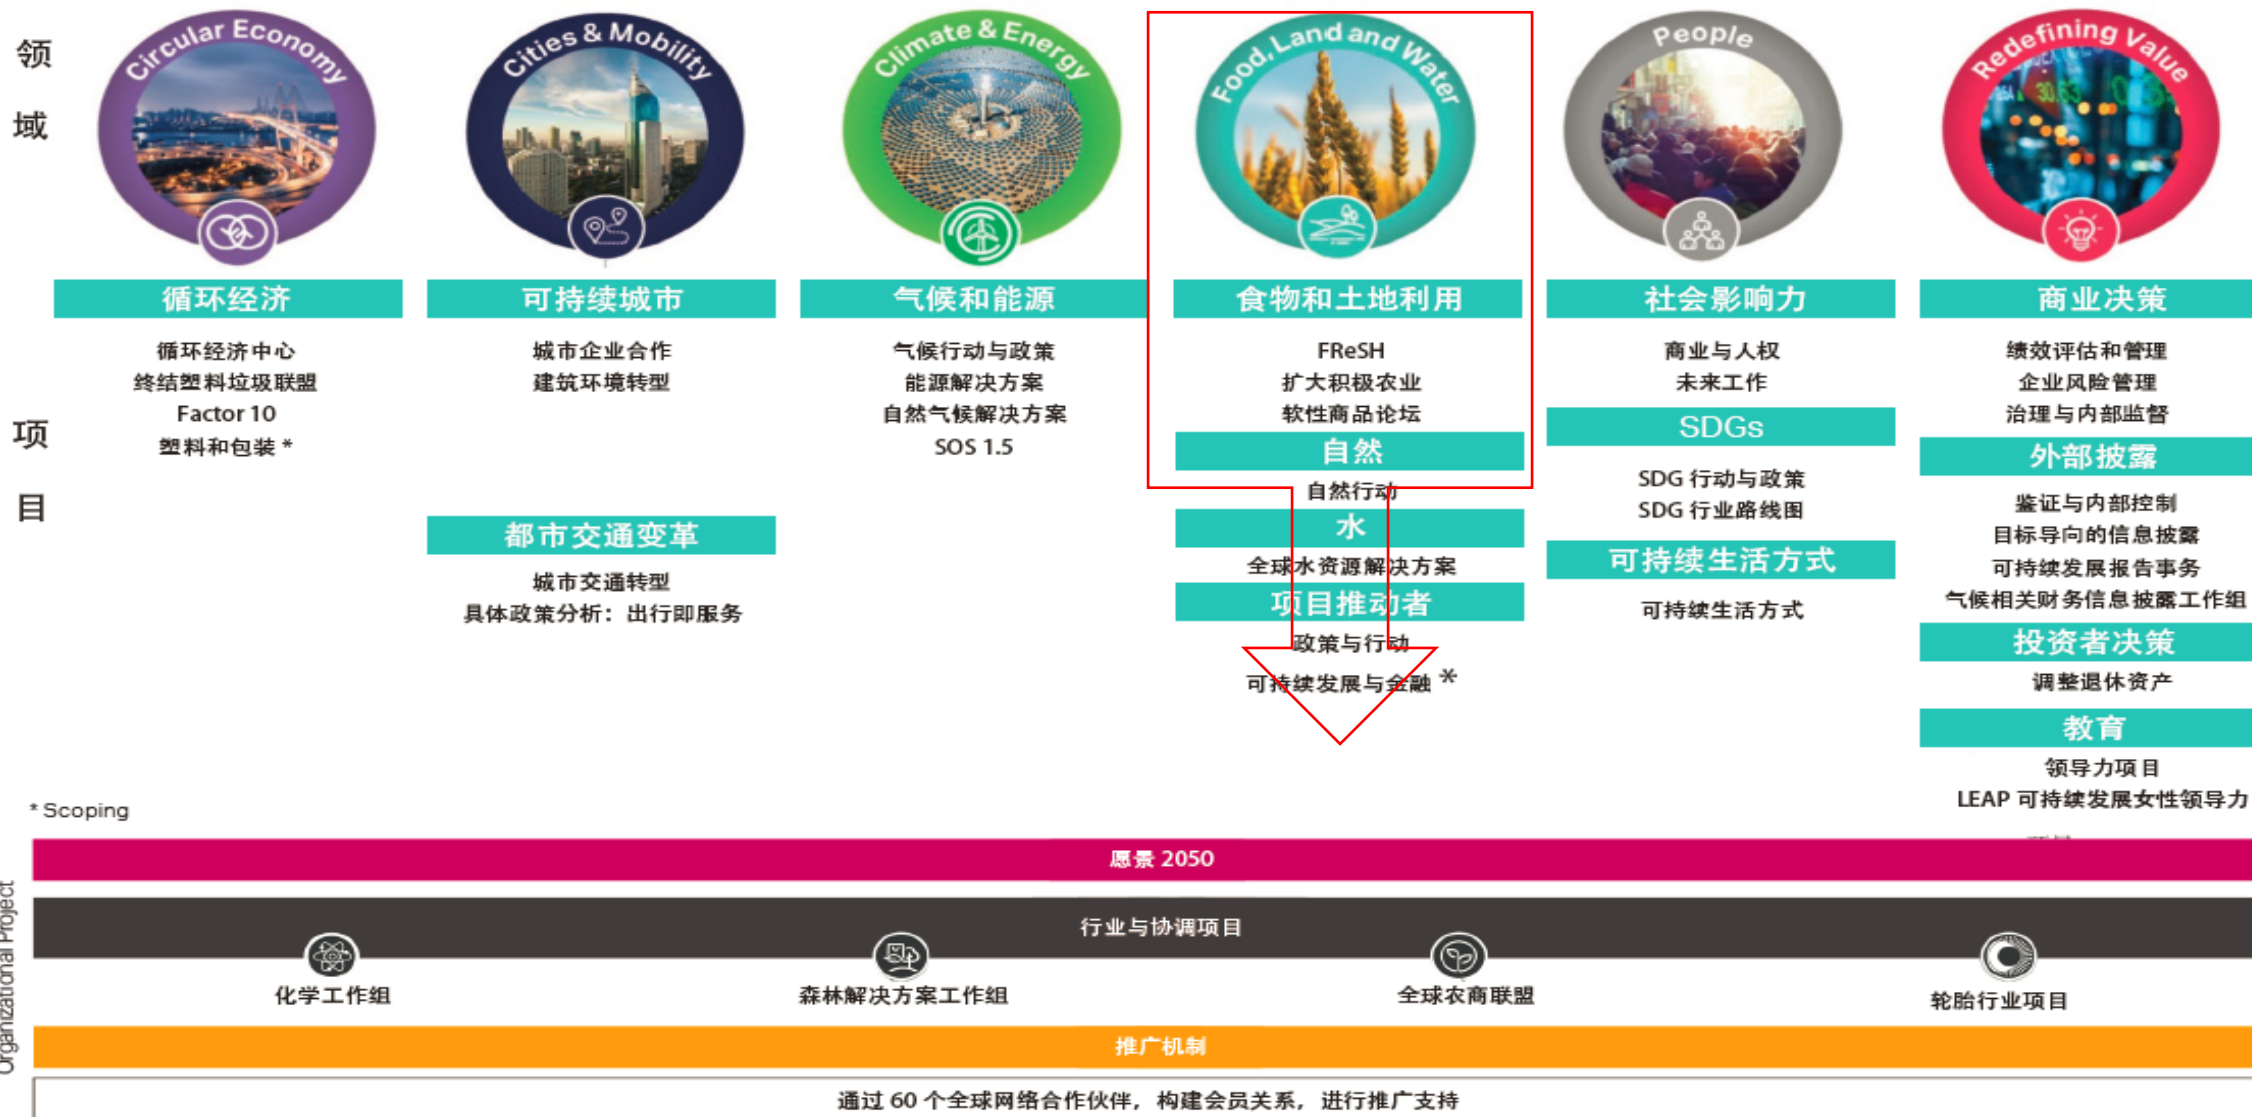 领
域
项
目
Circular Economy
循环经济
循环经济中心
终结塑料垃圾联盟
Factor 10
塑料和包装 *
Cities & Mobility
可持续城市
城市企业合作
建筑环境转型
都市交通变革
城市交通转型
具体政策分析：出行即服务
Climate & Energy
气候和能源
气候行动与政策
能源解决方案
自然气候解决方案
SOS 1.5
Food, Land and Water
食物和土地利用
FReSH
扩大积极农业
软性商品论坛
自然
自然行动
水
全球水资源解决方案
项目推动者
政策与行动
可持续发展与金融 *
People
社会影响力
商业与人权
未来工作
SDGs
SDG 行动与政策
SDG 行业路线图
可持续生活方式
可持续生活方式
Redefining Value
商业决策
绩效评估和管理
企业风险管理
治理与内部监督
外部披露
鉴证与内部控制
目标导向的信息披露
可持续发展报告事务
气候相关财务信息披露工作组
投资者决策
调整退休资产
教育
领导力项目
LEAP 可持续发展女性领导力
* Scoping
愿景 2050
Organizational Project
行业与协调项目
化学工作组
森林解决方案工作组
全球农商联盟
轮胎行业项目
推广机制
通过 60 个全球网络合作伙伴，构建会员关系，进行推广支持